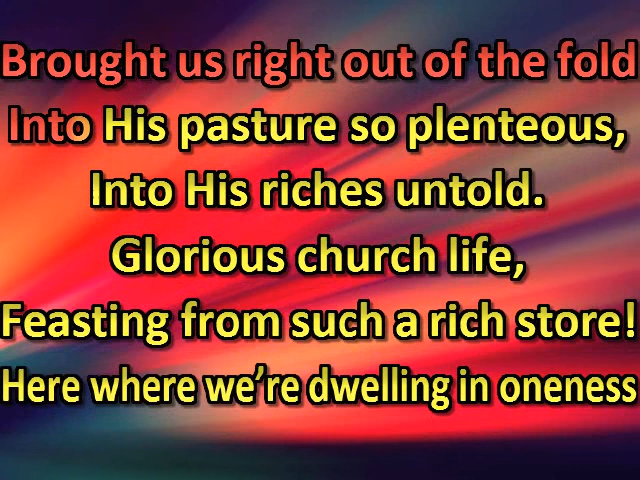 Brought us right out of the fold
Into His pasture so plenteous,
Into His riches untold.
Glorious church life,
Feasting from such a rich store!
Here where we’re dwelling in oneness